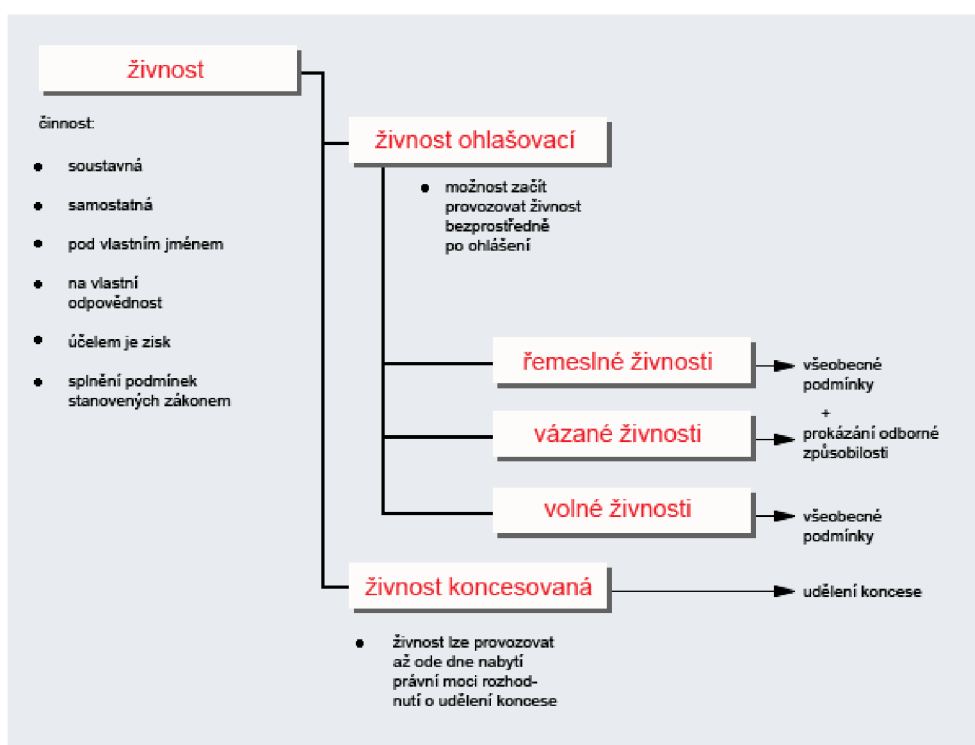 živnost
činnost:
● soustavná
● samostatná
● pod vlastním jménem
● na vlastní
odpovědnost
● účelem je zisk
● splnění podmínek
stanovených zákonem
živnost ohlašovací
● možnost začít
provozovat živnost
bezprostředně
po ohlášení
řemeslné živnosti
všeobecné
podmínky
+
prokázání odborné
způsobilosti
vázané živnosti
volné živnosti
všeobecné
podmínky
živnost koncesovaná
udělení koncese
● živnost lze provozovat
až ode dne nabytí
právní moci rozhod-
nutí o udělení koncese